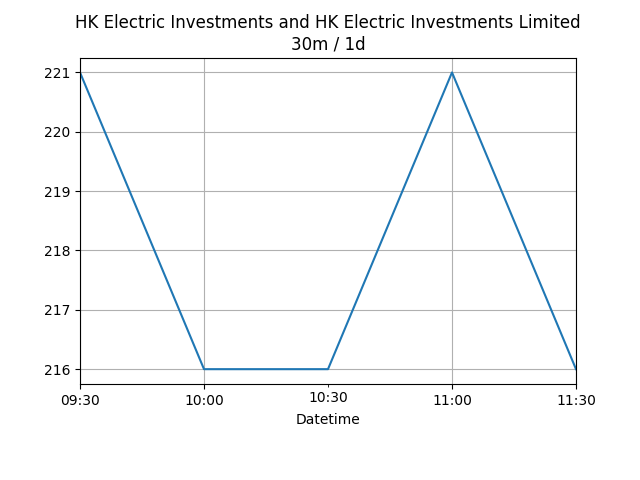 HK Electric Investments and HK Electric Investments Limited
30m / 1d
221
220
219
218
217
216
09:30 10:00 10:30 11:00 11:30
Datetime